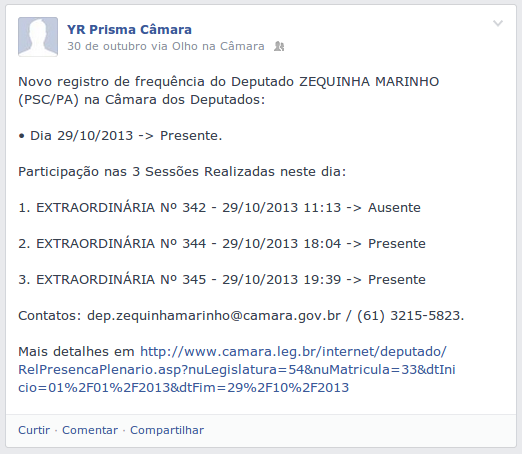 YR Prisma Câmara
30 de outubro via Olho na Câmara
Novo registro de frequência do Deputado ZEQUINHA MARINHO
(PSC/PA) na Câmara dos Deputados:
• Dia 29/10/2013 -> Presente.
Participação nas 3 Sessões Realizadas neste dia:
1. EXTRAORDINÁRIA Nº 342 - 29/10/2013 11:13 -> Ausente
2. EXTRAORDINÁRIA Nº 344 - 29/10/2013 18:04 -> Presente
3. EXTRAORDINÁRIA Nº 345 - 29/10/2013 19:39 -> Presente
Contatos: dep.zequinhamarinho@camara.gov.br / (61) 3215-5823.
Mais detalhes em http://www.camara.leg.br/internet/deputado/
RelPresencaPlenario.asp?nuLegislatura=54&nuMatricula=33&dtIni
cio=01%2F01%2F2013&dtFim=29%2F10%2F2013
Curtir · Comentar · Compartilhar